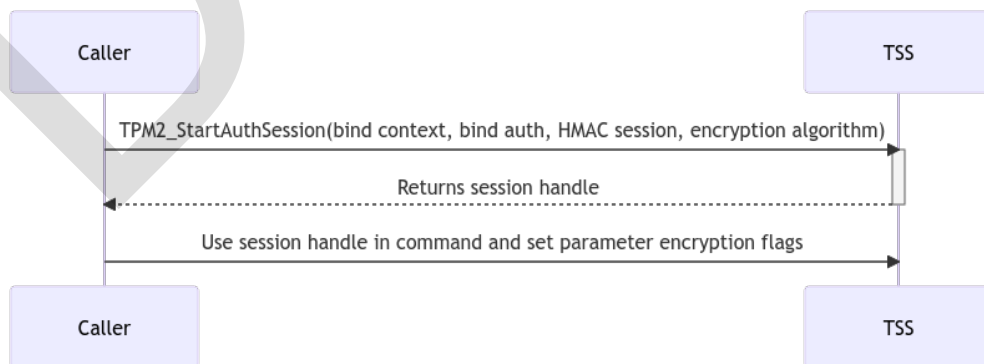 Caller
TSS
TPM2_StartAuthSession(bind context, bind auth, HMAC session, encryption algorithm)
Returns session handle
Use session handle in command and set parameter encryption flags
Caller
TSS